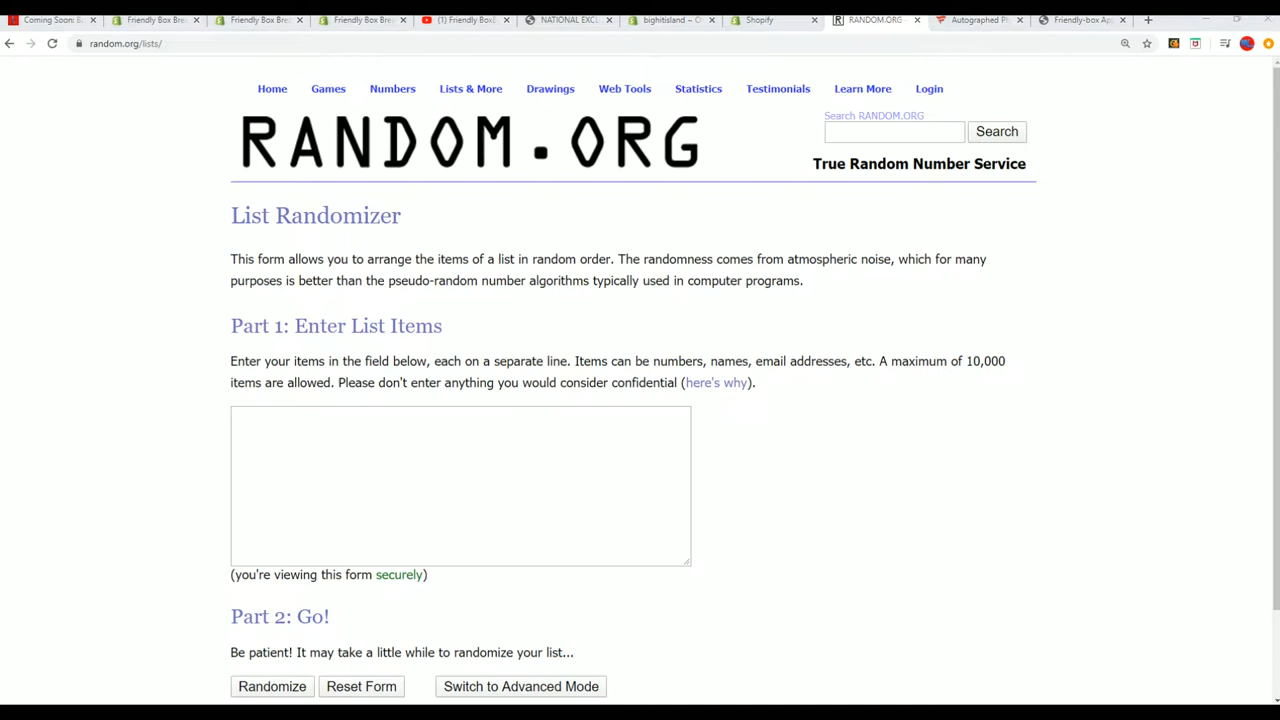 Coming Soon: B
Friendly Box Bre
Friendly Box Bre
Friendly Box Bre
(1) Friendly Box
NATIONAL EXCL
bighitisland ~ O
Shopify
RANDOM.ORG
Autographed Ph
Friendly-box Ap
random.org/lists/
Home Games Numbers Lists & More Drawings Web Tools Statistics Testimonials Learn More Login
RANDOM.ORG
Search RANDOM.ORG
Search
True Random Number Service
List Randomizer
This form allows you to arrange the items of a list in random order. The randomness comes from atmospheric noise, which for many
purposes is better than the pseudo-random number algorithms typically used in computer programs.
Part 1: Enter List Items
Enter your items in the field below, each on a separate line. Items can be numbers, names, email addresses, etc. A maximum of 10,000
items are allowed. Please don't enter anything you would consider confidential (here's why).
(you're viewing this form securely)
Part 2: Go!
Be patient! It may take a little while to randomize your list...
Randomize Reset Form Switch to Advanced Mode